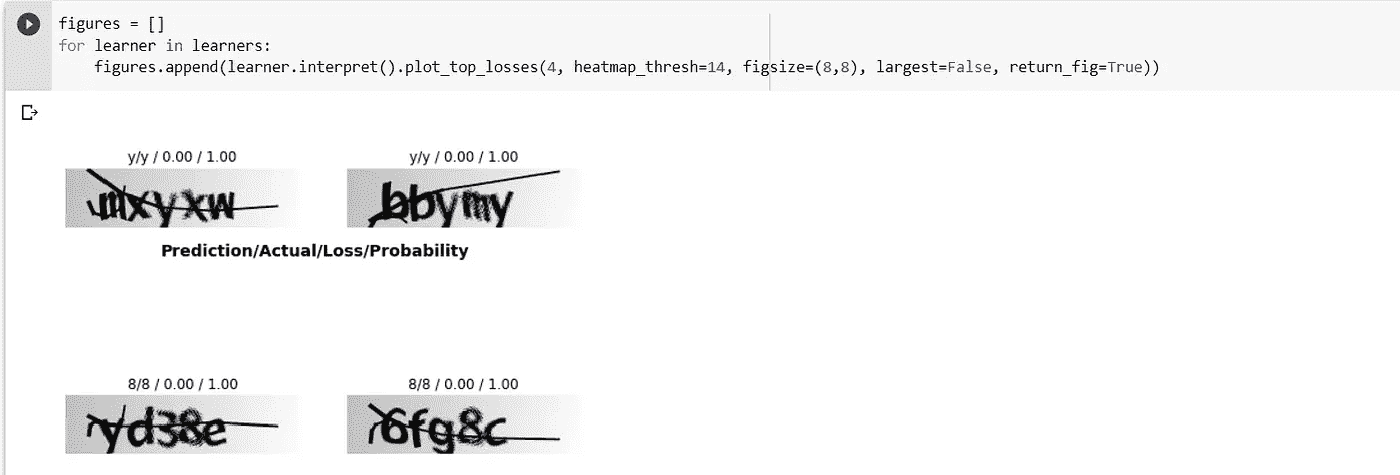 figures = []
for learner in learners:
    figures.append(learner.interpret().plot_top_losses(4, heatmap_thresh=14, figsize=(8,8), largest=False, return_fig=True))
y/y / 0.00 / 1.00 y/y / 0.00 / 1.00
bbymy
Prediction/Actual/Loss/Probability
8/8 / 0.00 / 1.00 8/8 / 0.00 / 1.00
yd38e